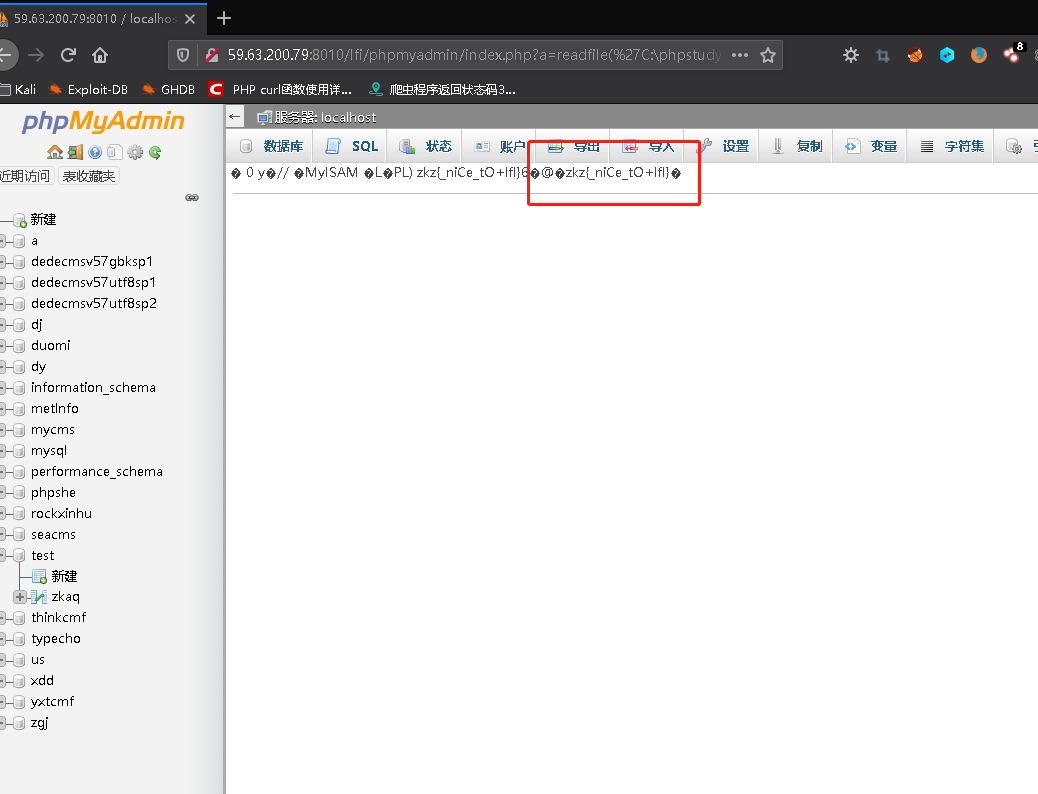 59.63.200.79:8010 / localhos
59.63.200.79:8010/lfi/phpmyadmin/index.php?a=readfile(%27C:\phpstudy
8
Kali
Exploit-DB
GHDB
PHP curl函数使用详...
爬虫程序返回状态码3...
phpMyAdmin
服务器: localhost
数据库
SQL
状态
账户
导出
导入
设置
复制
变量
字符集
近期访问
表收藏夹
� 0 y�// �MyISAM �L�PL) zkz{_niCe_tO+lfI}6�@�zkz{_niCe_tO+lfI}�
新建
a
dedecmsv57gbksp1
dedecmsv57utf8sp1
dedecmsv57utf8sp2
dj
duomi
dy
information_schema
metInfo
mycms
mysql
performance_schema
phpshe
rockxinhu
seacms
test
新建
zkaq
thinkcmf
typecho
us
xdd
yxtcmf
zgj